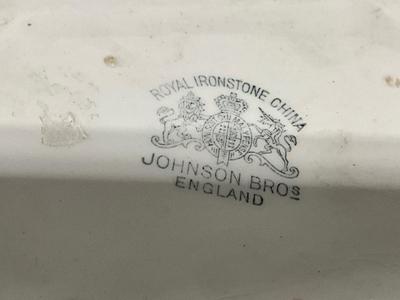 ROYAL IRONSTONE CHINA
JOHNSON BROS
ENGLAND